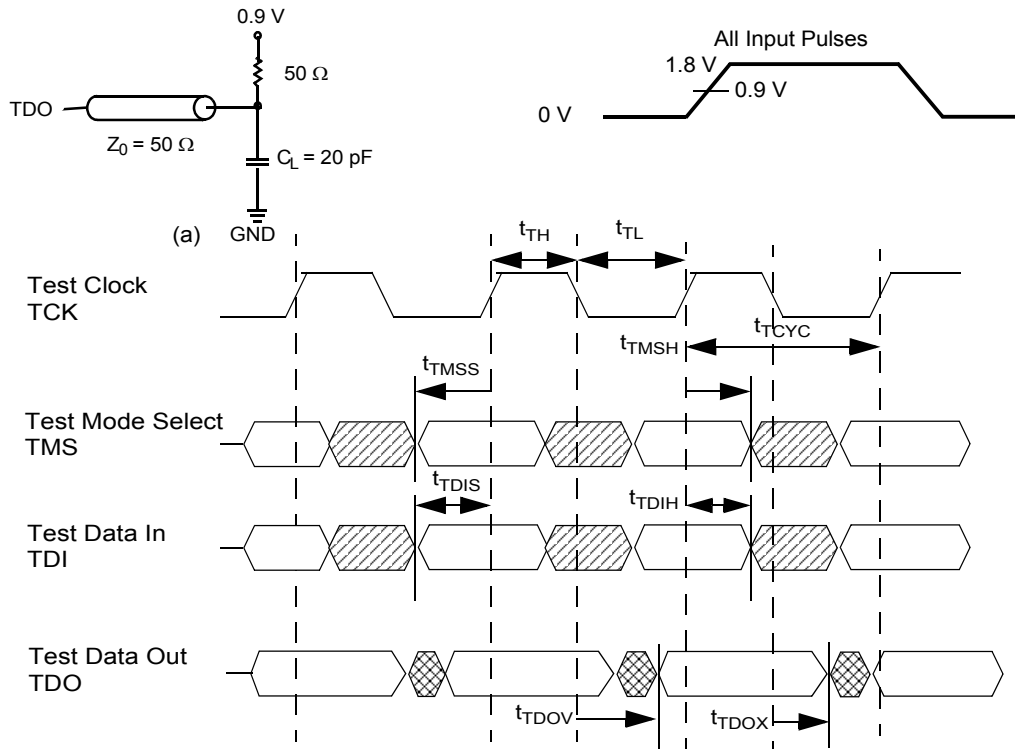 0.9 V
50 Ω
TDO
Z0 = 50 Ω
CL = 20 pF
(a)
GND
All Input Pulses
1.8 V
0.9 V
0 V
tTH
tTL
Test Clock
TCK
tTMSH
tTCYC
tTMSS
Test Mode Select
TMS
tTDIS
tTDIH
Test Data In
TDI
Test Data Out
TDO
tTDOV
tTDOX